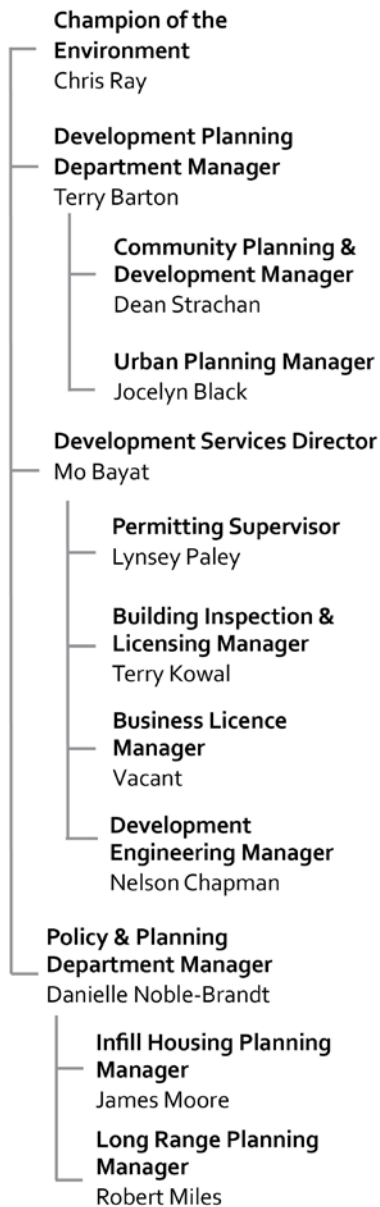 Champion of the
Environment
Chris Ray
Development Planning
Department Manager
Terry Barton
Community Planning &
Development Manager
Dean Strachan
Urban Planning Manager
Jocelyn Black
Development Services Director
Mo Bayat
Permitting Supervisor
Lynsey Paley
Building Inspection &
Licensing Manager
Terry Kowal
Business Licence
Manager
Vacant
Development
Engineering Manager
Nelson Chapman
Policy & Planning
Department Manager
Danielle Noble-Brandt
Infill Housing Planning
Manager
James Moore
Long Range Planning
Manager
Robert Miles